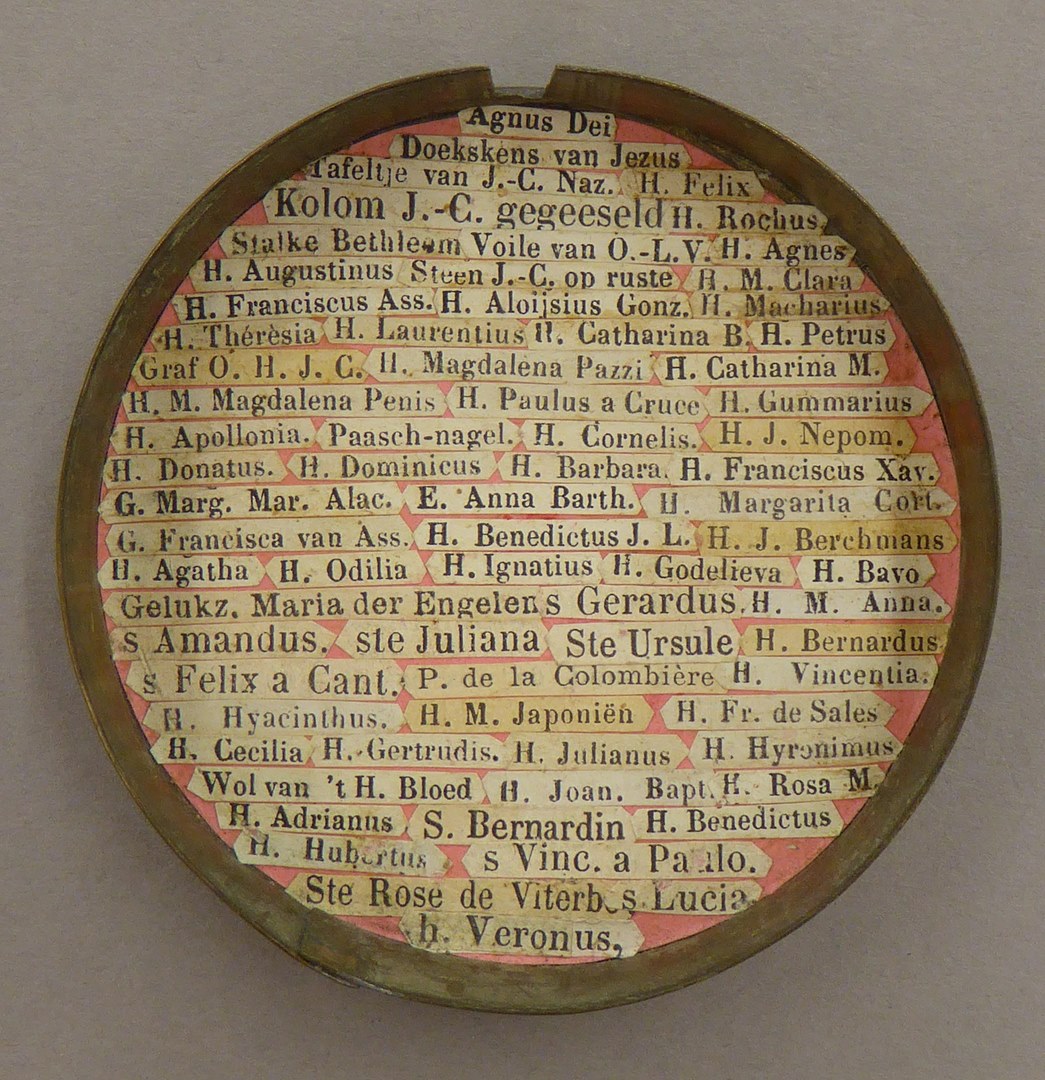 Agnus Dei
Doekskens van Jezus
Tafeltje van J.-C. Naz. H. Felix
Kolom J.-C. gegeeseld H. Rochus.
Stalke Bethleem Voile van O.-L.V. H. Agnes
H. Augustinus Steen J.-C. op ruste H. M. Clara
H. Franciscus Ass. H. Aloijsius Gonz. H. Macharius
H. Thérèsia H. Laurentius H. Catharina B. H. Petrus
Graf O. H. J. C. H. Magdalena Pazzi H. Catharina M.
H. M. Magdalena Penis H. Paulus a Cruce H. Gummarius
H. Apollonia. Paasch-nagel. H. Cornelis. H. J. Nepom.
H. Donatus. H. Dominicus H. Barbara. H. Franciscus Xav.
G. Marg. Mar. Alac. E. Anna Barth. H. Margarita Cort.
G. Francisca van Ass. H. Benedictus J. L. H. J. Berchmans
H. Agatha H. Odilia H. Ignatius H. Godelieva H. Bavo
Gelukz. Maria der Engelen s Gerardus. H. M. Anna.
s Amandus. ste Juliana Ste Ursule H. Bernardus
s Felix a Cant. P. de la Colombière H. Vincentia.
H. Hyacinthus. H. M. Japoniën H. Fr. de Sales
H. Cecilia H. Gertrudis. H. Julianus H. Hyronimus
Wol van 't H. Bloed H. Joan. Bapt. H. Rosa M.
H. Adrianus S. Bernardin H. Benedictus
H. Hubertus s Vinc. a Paulo.
Ste Rose de Viterbe s Lucia
h. Veronus,